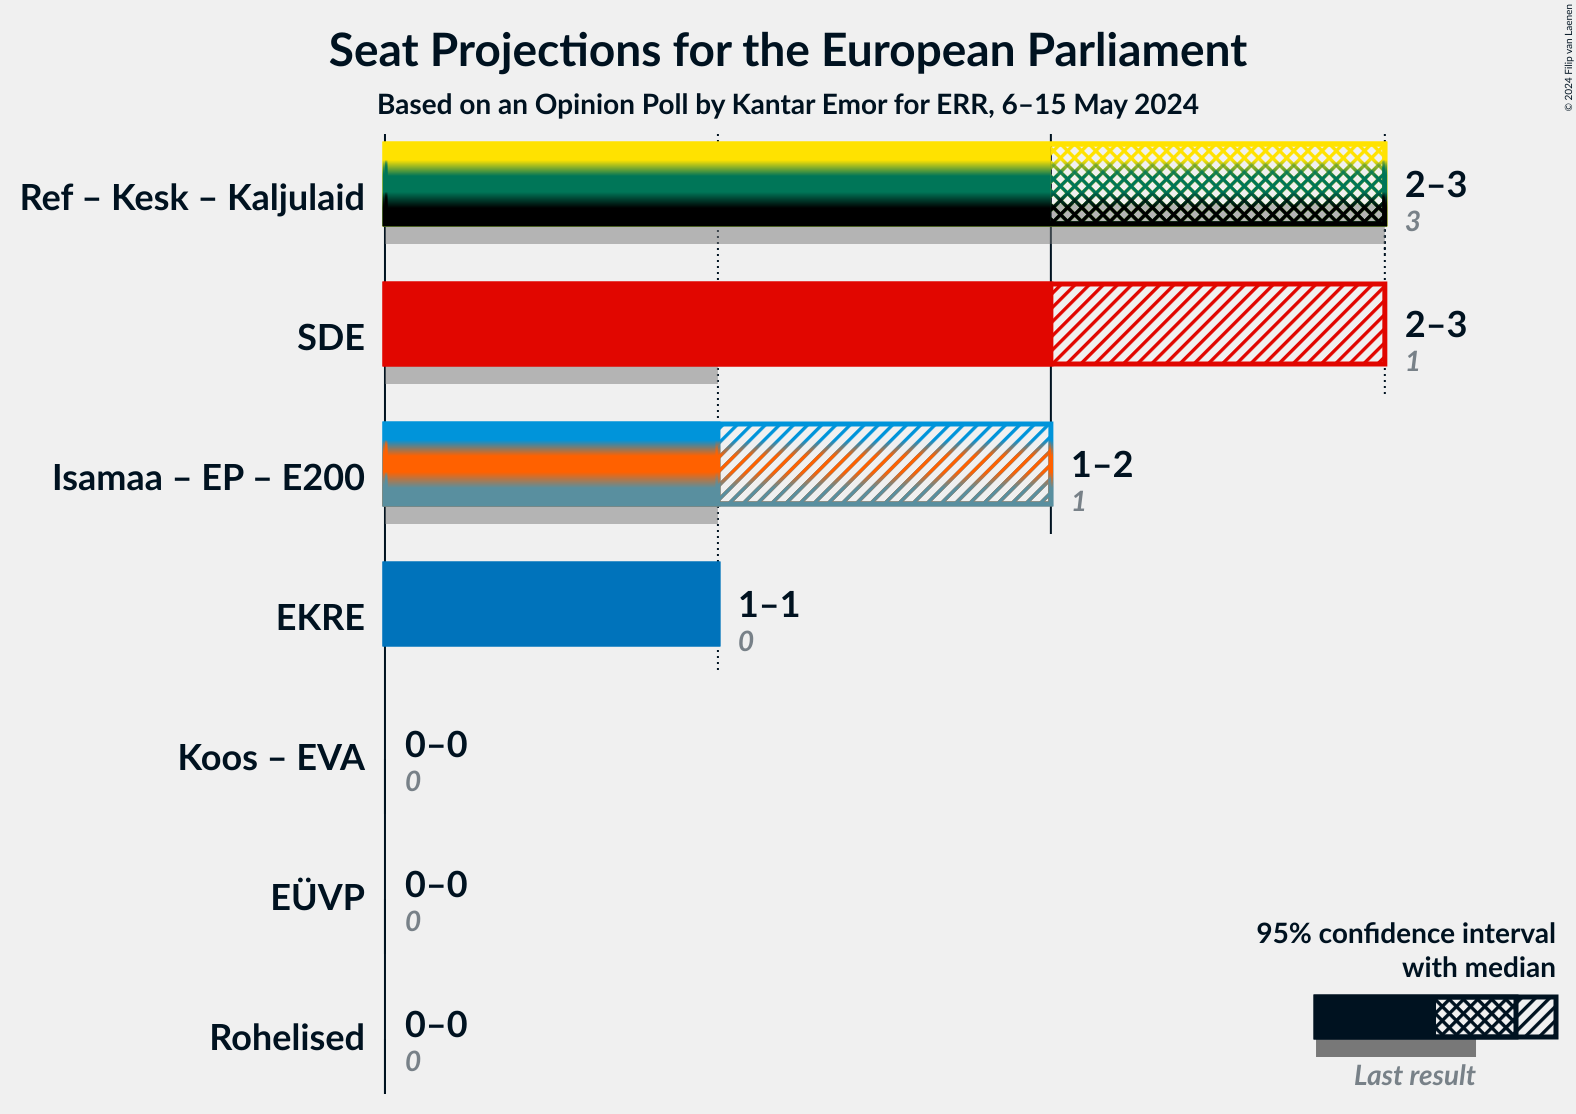 Seat Projections for the European Parliament
Based on an Opinion Poll by Kantar Emor for ERR, 6–15 May 2024
© 2024 Filip van Laenen
Ref – Kesk – Kaljulaid
2–3
3
SDE
2–3
1
Isamaa – EP – E200
1–2
1
EKRE
1–1
0
Koos – EVA
0–0
0
EÜVP
0–0
0
Rohelised
0–0
0
95% confidence interval
with median
Last result